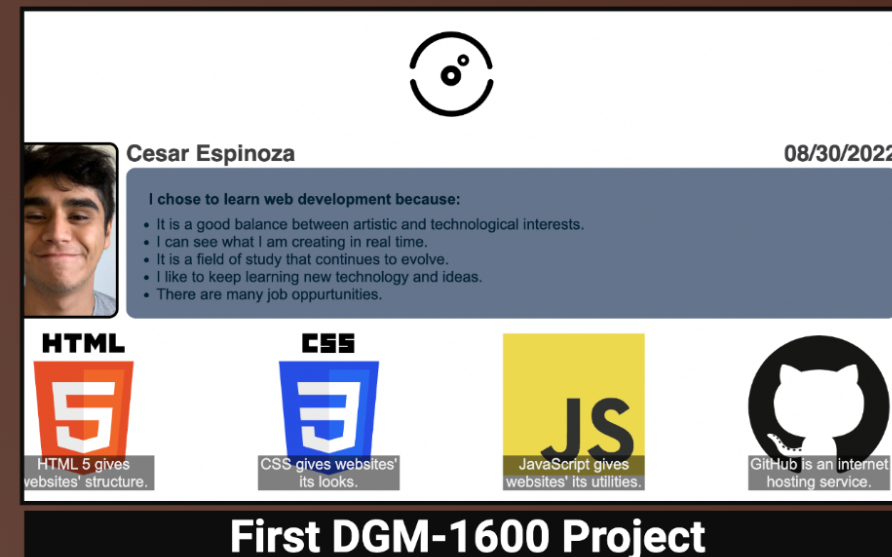 Cesar Espinoza
08/30/2022
I chose to learn web development because:
• It is a good balance between artistic and technological interests.
• I can see what I am creating in real time.
• It is a field of study that continues to evolve.
• I like to keep learning new technology and ideas.
• There are many job oppurtunities.
HTML
5
HTML 5 gives
websites' structure.
CSS
3
CSS gives websites'
its looks.
JS
JavaScript gives
websites' its utilities.
GitHub is an internet
hosting service.
First DGM-1600 Project